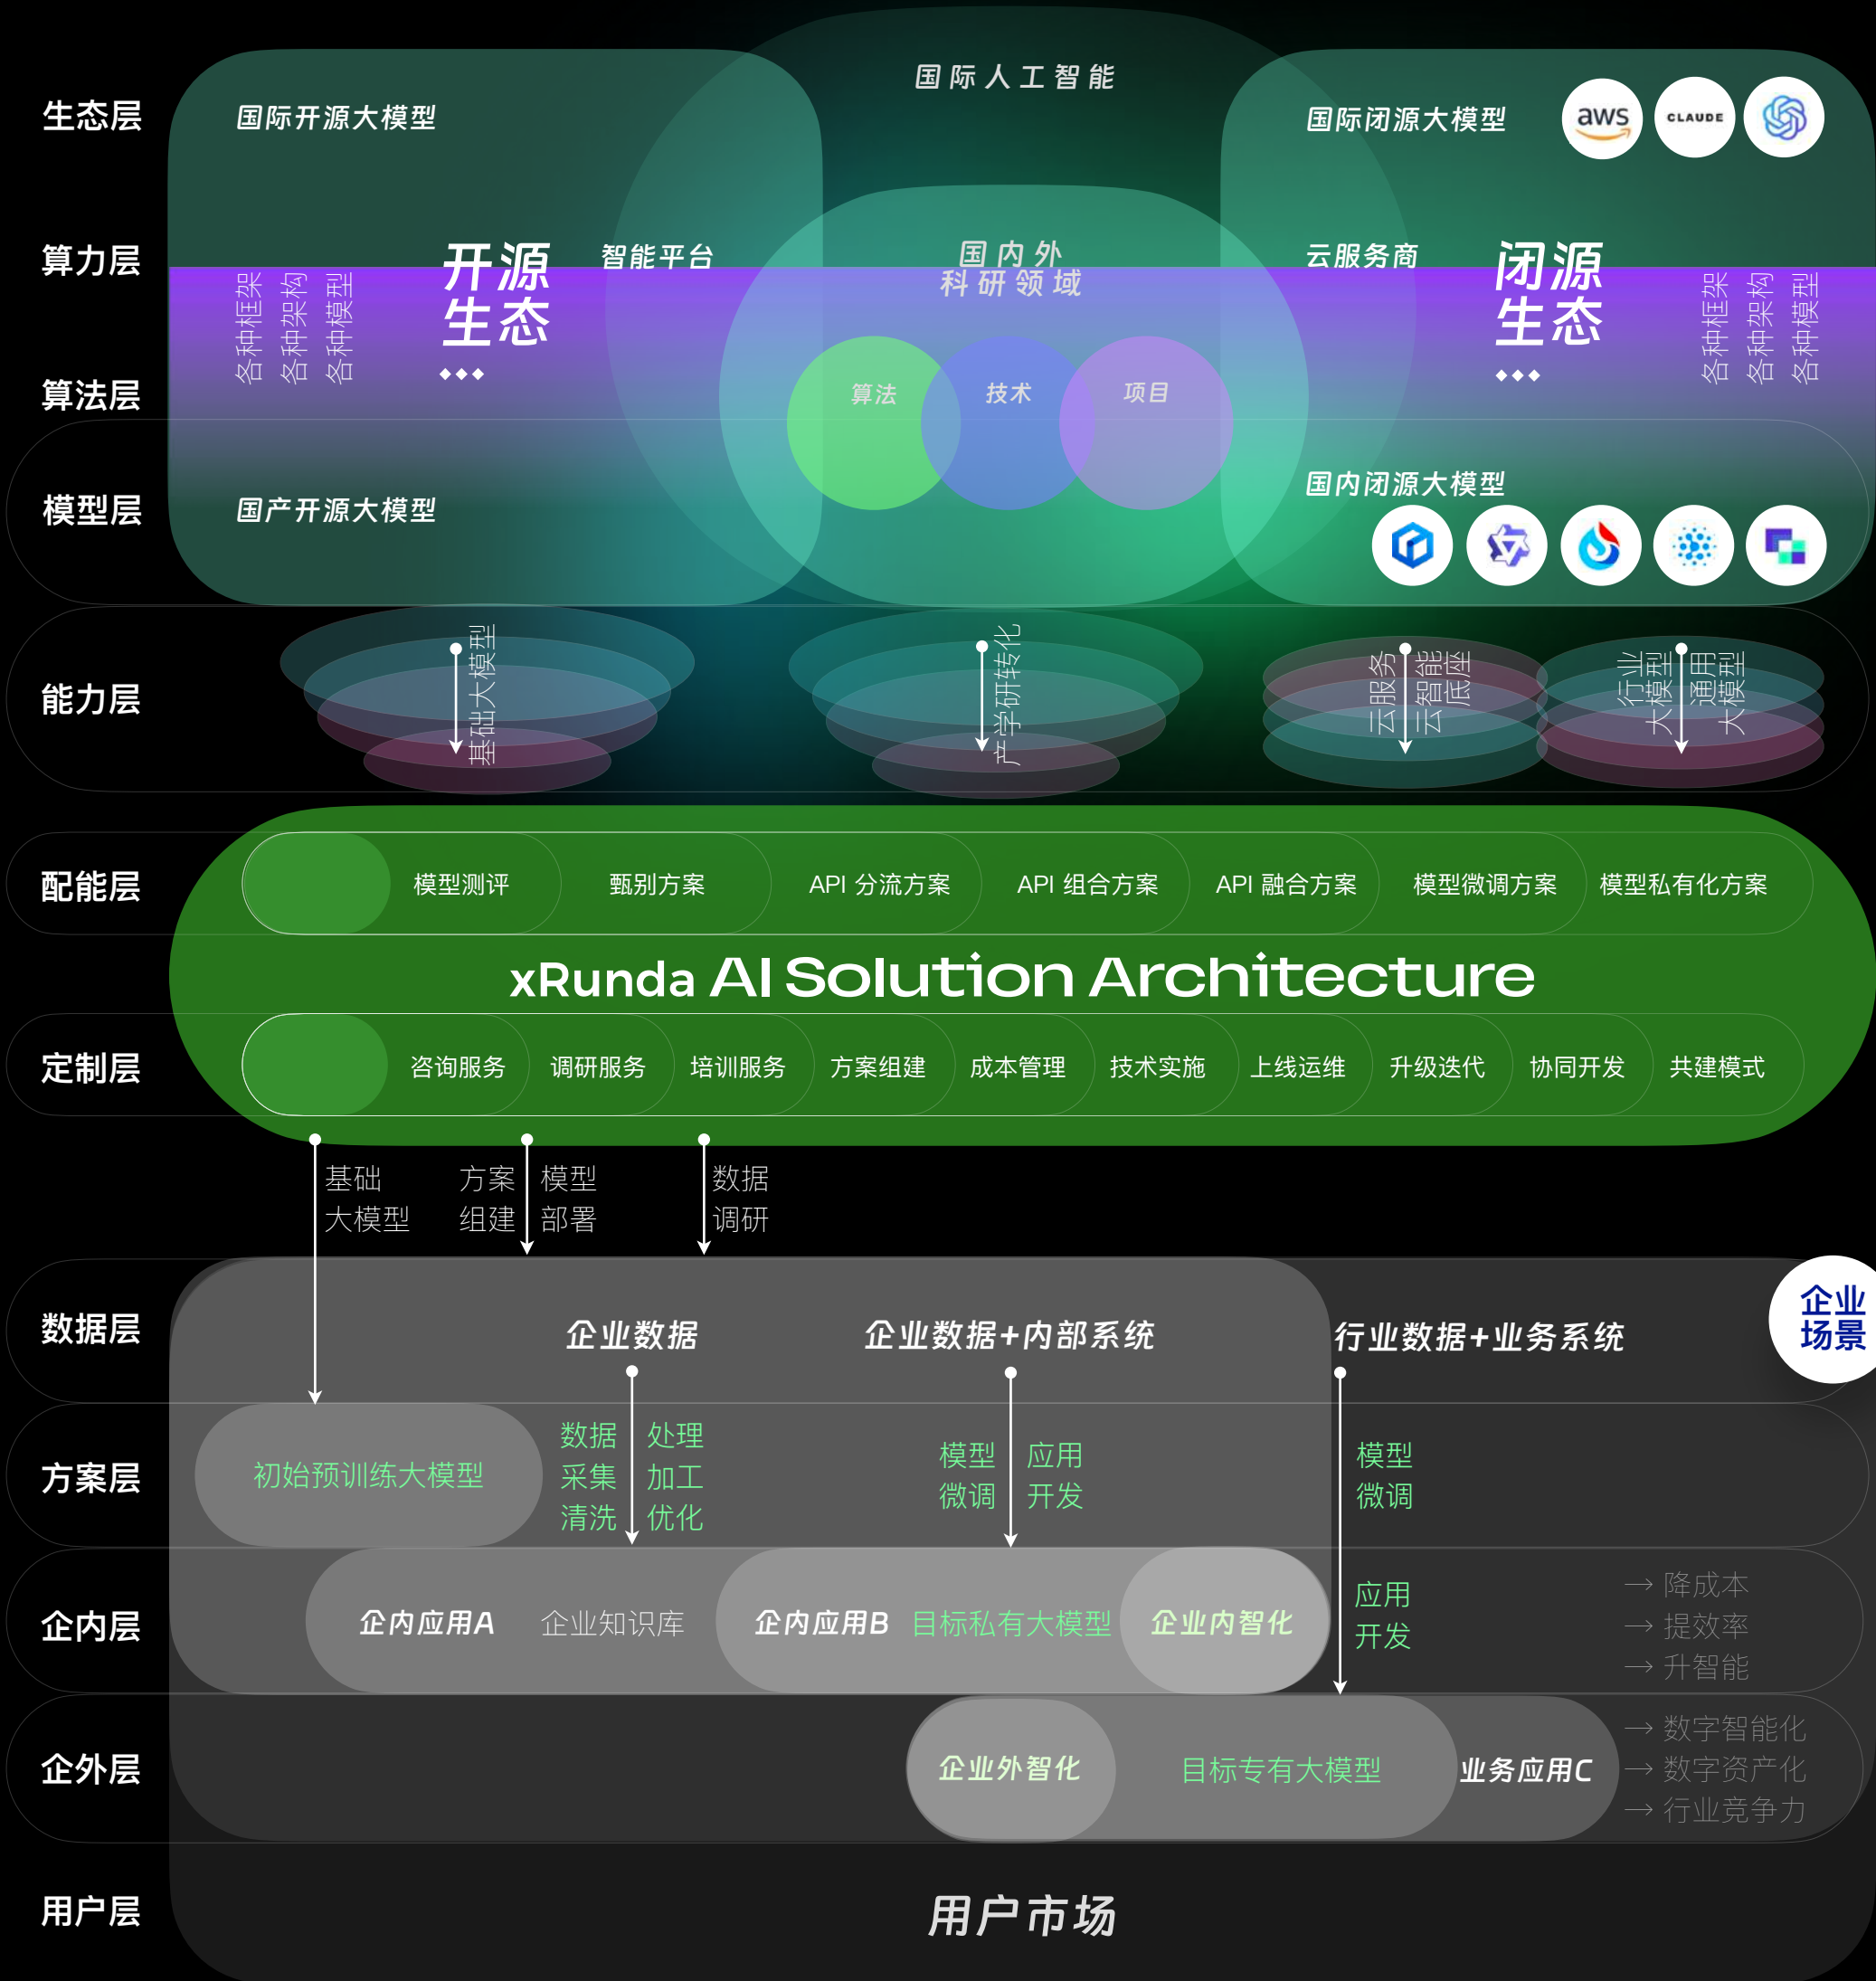 国际人工智能
生态层
国际开源大模型
国际闭源大模型
aws
CLAUDE
算力层
开源
生态
智能平台
国内外
科研领域
云服务商
闭源
生态
各种框架
各种架构
各种模型
各种框架
各种架构
各种模型
算法层
算法
技术
项目
模型层
国产开源大模型
国内闭源大模型
能力层
基础大模型
产学研转化
云服务
云智能
底座
行业
大模型
通用
大模型
配能层
模型测评
甄别方案
API 分流方案
API 组合方案
API 融合方案
模型微调方案
模型私有化方案
xRunda AI Solution Architecture
定制层
咨询服务
调研服务
培训服务
方案组建
成本管理
技术实施
上线运维
升级迭代
协同开发
共建模式
基础
大模型
方案
组建
模型
部署
数据
调研
数据层
企业数据
企业数据+内部系统
行业数据+业务系统
企业
场景
方案层
初始预训练大模型
数据
采集
清洗
处理
加工
优化
模型
微调
应用
开发
模型
微调
企内层
企内应用A
企业知识库
企内应用B
目标私有大模型
企业内智化
应用
开发
→ 降成本
→ 提效率
→ 升智能
企外层
企业外智化
目标专有大模型
业务应用C
→ 数字智能化
→ 数字资产化
→ 行业竞争力
用户层
用户市场